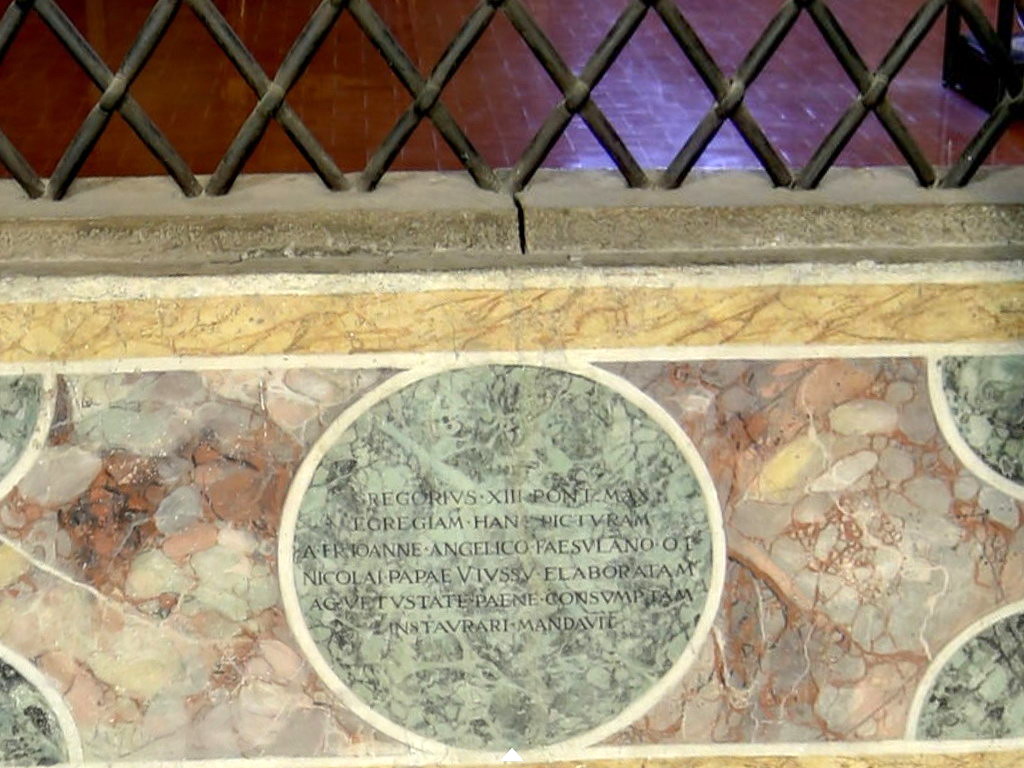 GREGORIVS·XIII·PONT·MAX
EGREGIAM·HANC PICTVRAM
A·FR·IOANNE·ANGELICO·FAESVLANO·O
NICOLAI·PAPAE V IVSSV·ELABORATAM
AC VETVSTATE·PAENE·CONSVMPTAM
INSTAVRARI·MANDAVIT